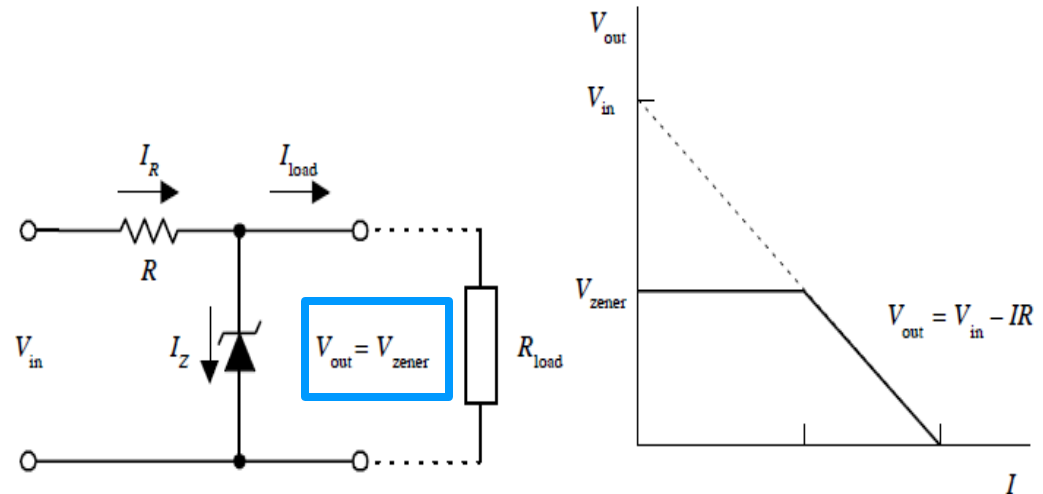 I_R
I_load
R
V_in
I_Z
V_out = V_zener
R_load
V_out
V_in
V_zener
V_out = V_in – IR
I